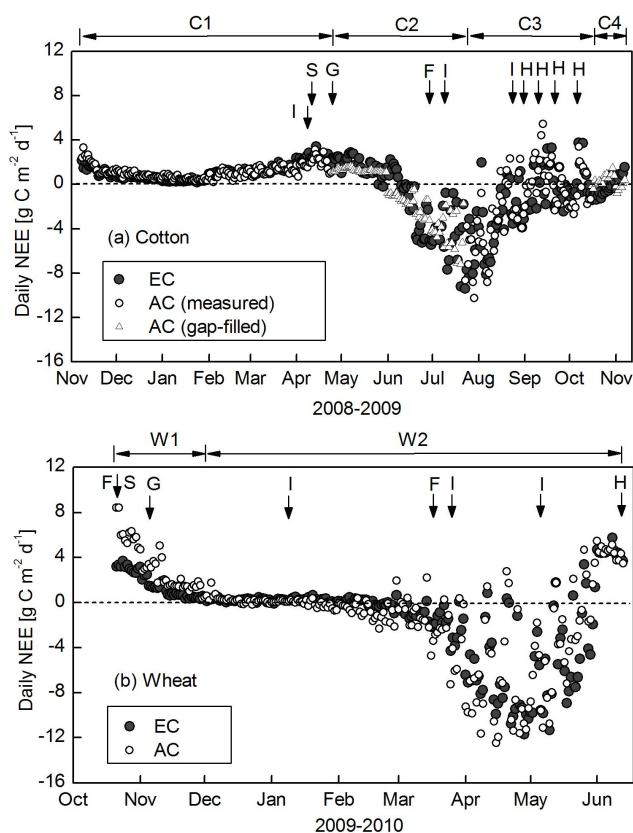 C1 C2 C3 C4
S G F I I H H H H
I
12
8
4
0
-4
-8
-12
-16
Daily NEE [g C m-2 d-1]
(a) Cotton
EC
AC (measured)
AC (gap-filled)
Nov Dec Jan Feb Mar Apr May Jun Jul Aug Sep Oct Nov
2008-2009
W1 W2
F S G I F I I H
12
8
4
0
-4
-8
-12
-16
Daily NEE [g C m-2 d-1]
(b) Wheat
EC
AC
Oct Nov Dec Jan Feb Mar Apr May Jun
2009-2010